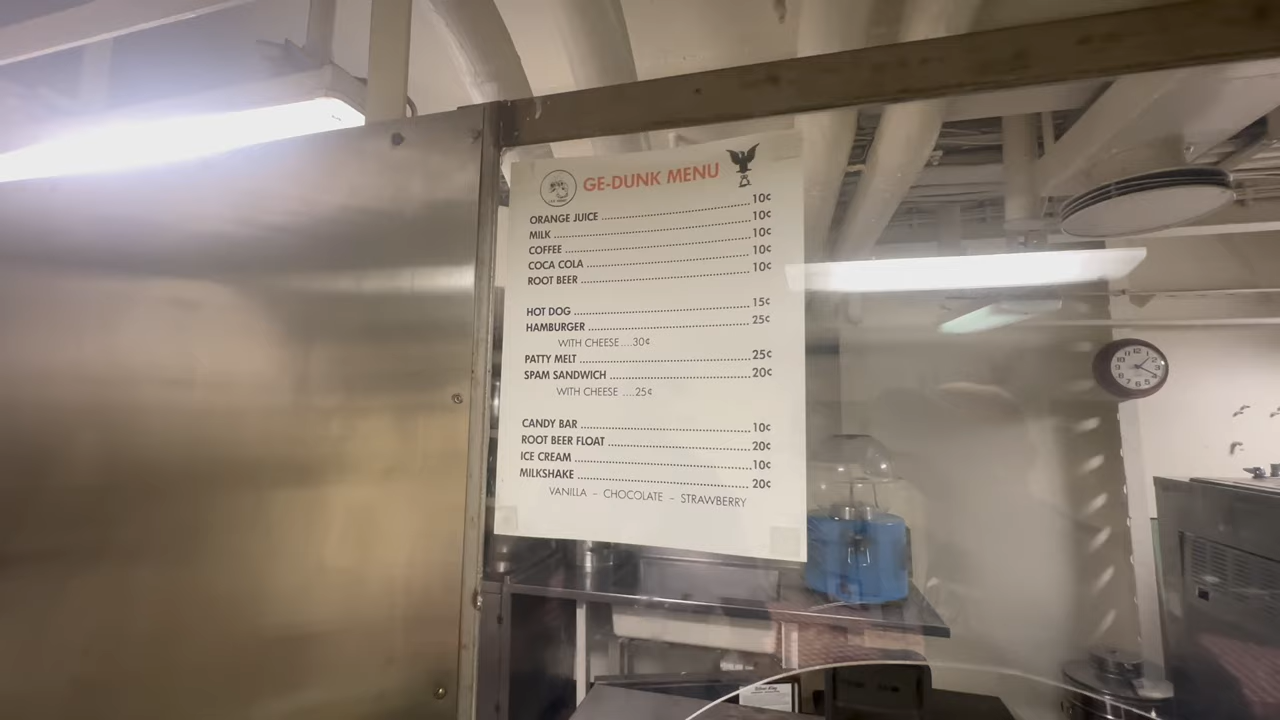 GE-DUNK MENU
ORANGE JUICE ........ 10¢
MILK ........ 10¢
COFFEE ........ 10¢
COCA COLA ........ 10¢
ROOT BEER ........ 10¢
HOT DOG ........ 15¢
HAMBURGER ........ 25¢
WITH CHEESE ....30¢
PATTY MELT ........ 25¢
SPAM SANDWICH ........ 20¢
WITH CHEESE ....25¢
CANDY BAR ........ 10¢
ROOT BEER FLOAT ........ 20¢
ICE CREAM ........ 10¢
MILKSHAKE ........ 20¢
VANILLA – CHOCOLATE – STRAWBERRY